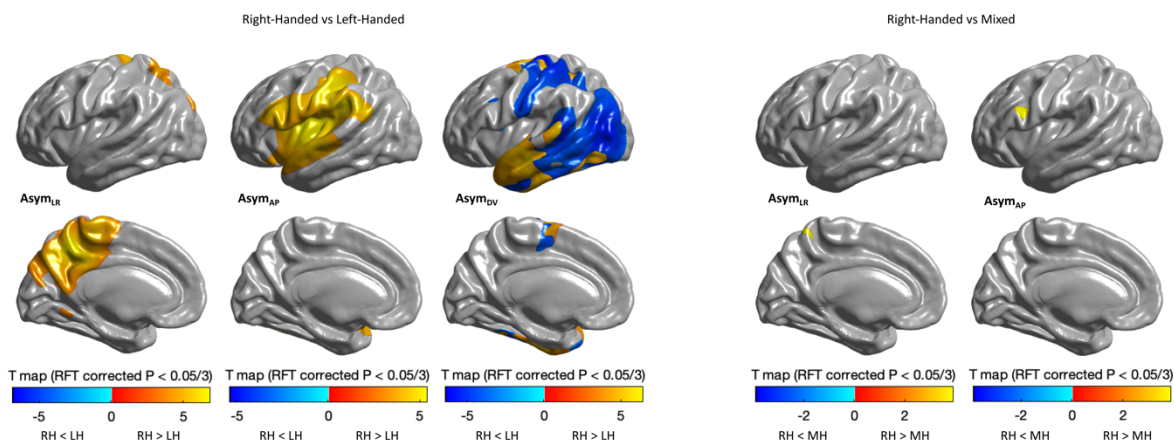 Right-Handed vs Left-Handed
Right-Handed vs Mixed
AsymLR
AsymAP
AsymDV
AsymLR
AsymAP
T map (RFT corrected P < 0.05/3)
T map (RFT corrected P < 0.05/3)
T map (RFT corrected P < 0.05/3)
T map (RFT corrected P < 0.05/3)
T map (RFT corrected P < 0.05/3)
-5 0 5
-5 0 5
-5 0 5
-2 0 2
-2 0 2
RH < LH RH > LH
RH < LH RH > LH
RH < LH RH > LH
RH < MH RH > MH
RH < MH RH > MH